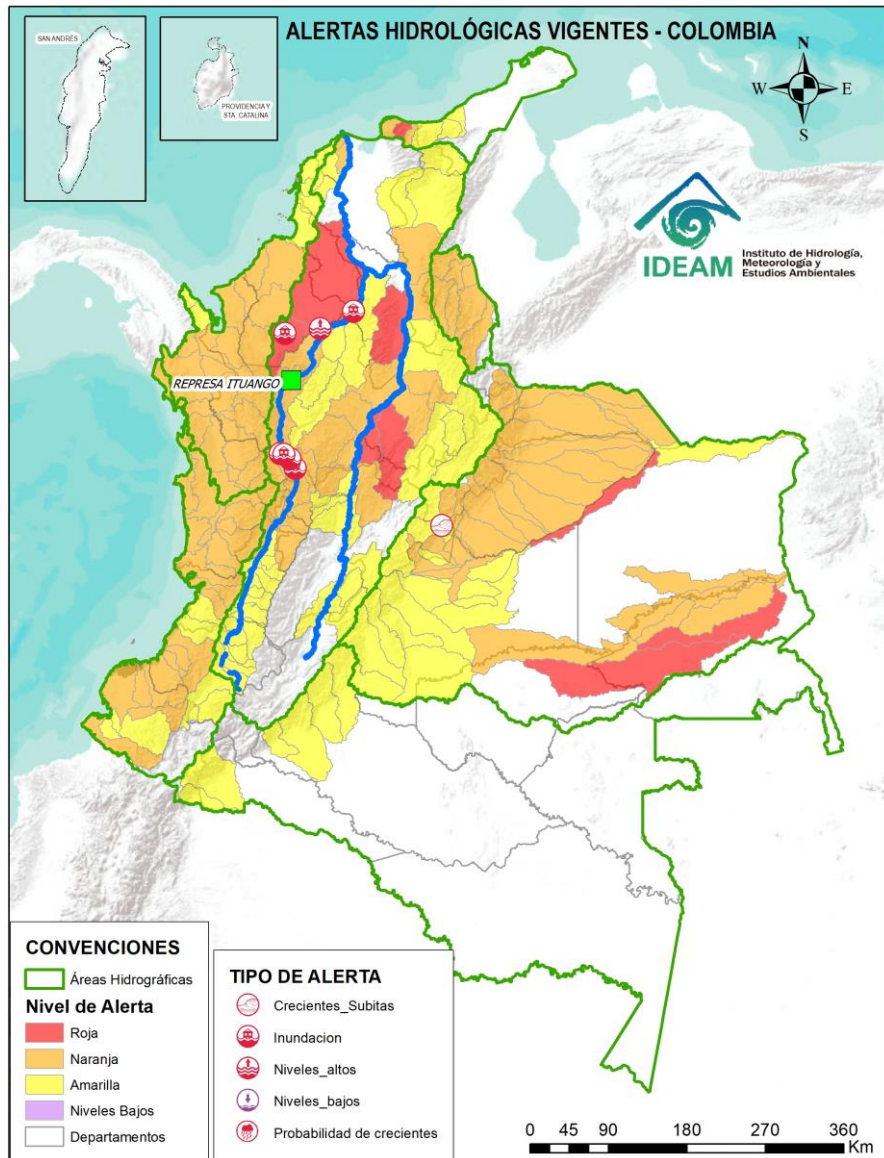 ALERTAS HIDROLÓGICAS VIGENTES - COLOMBIA
SAN ANDRÉS
PROVIDENCIA Y
STA. CATALINA
N
W
E
S
IDEAM
Instituto de Hidrología,
Meteorología y
Estudios Ambientales
REPRESA ITUANGO
CONVENCIONES
Áreas Hidrográficas
Nivel de Alerta
Roja
Naranja
Amarilla
Niveles Bajos
Departamentos
TIPO DE ALERTA
Crecientes_Subitas
Inundacion
Niveles_altos
Niveles_bajos
Probabilidad de crecientes
0 45 90 180 270 360
Km